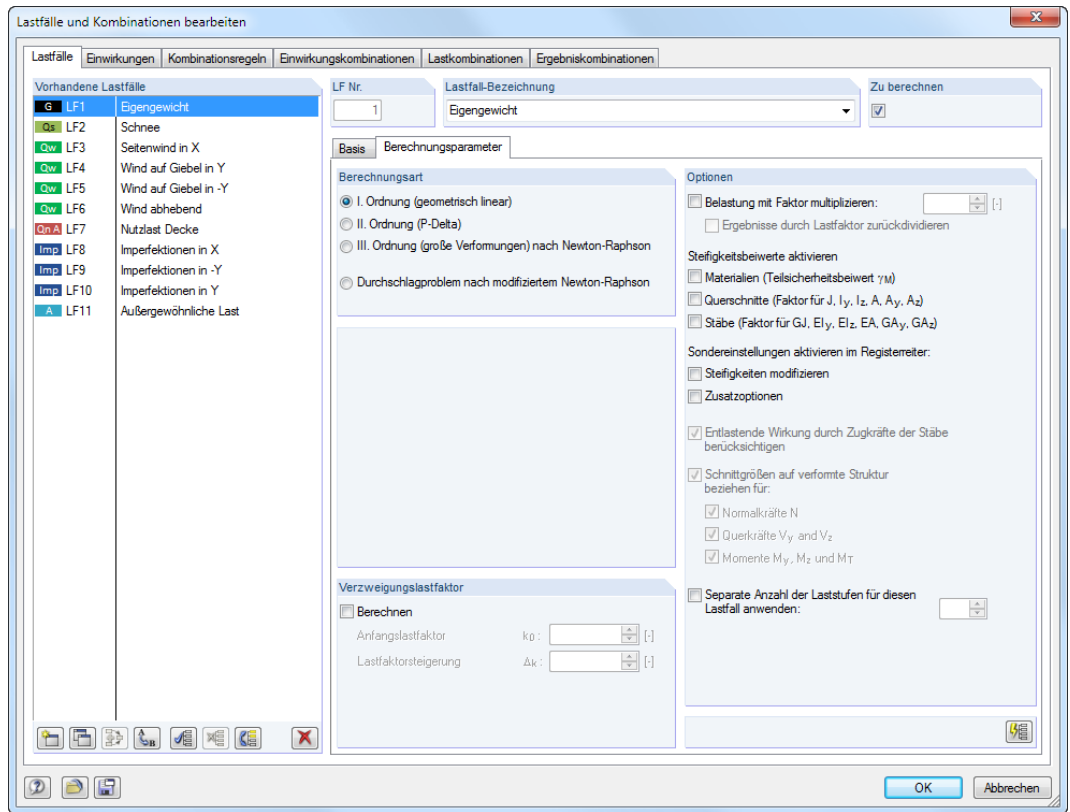 Lastfälle und Kombinationen bearbeiten
Lastfälle Einwirkungen Kombinationsregeln Einwirkungskombinationen Lastkombinationen Ergebniskombinationen
Vorhandene Lastfälle
G LF1 Eigengewicht
Qs LF2 Schnee
Qw LF3 Seitenwind in X
Qw LF4 Wind auf Giebel in Y
Qw LF5 Wind auf Giebel in -Y
Qw LF6 Wind abhebend
Qn A LF7 Nutzlast Decke
Imp LF8 Imperfektionen in X
Imp LF9 Imperfektionen in -Y
Imp LF10 Imperfektionen in Y
A LF11 Außergewöhnliche Last
LF Nr.
1
Lastfall-Bezeichnung
Eigengewicht
Zu berechnen
Basis Berechnungsparameter
Berechnungsart
I. Ordnung (geometrisch linear)
II. Ordnung (P-Delta)
III. Ordnung (große Verformungen) nach Newton-Raphson
Durchschlagproblem nach modifiziertem Newton-Raphson
Verzweigungslastfaktor
Berechnen
Anfangslastfaktor k0 : [-]
Lastfaktorsteigerung Δk : [-]
Optionen
Belastung mit Faktor multiplizieren: [-]
Ergebnisse durch Lastfaktor zurückdividieren
Steifigkeitsbeiwerte aktivieren
Materialien (Teilsicherheitsbeiwert γM)
Querschnitte (Faktor für J, Iy, Iz, A, Ay, Az)
Stäbe (Faktor für GJ, EIy, EIz, EA, GAy, GAz)
Sondereinstellungen aktivieren im Registerreiter:
Steifigkeiten modifizieren
Zusatzoptionen
Entlastende Wirkung durch Zugkräfte der Stäbe
berücksichtigen
Schnittgrößen auf verformte Struktur
beziehen für:
Normalkräfte N
Querkräfte Vy and Vz
Momente My, Mz und MT
Separate Anzahl der Laststufen für diesen
Lastfall anwenden:
OK Abbrechen